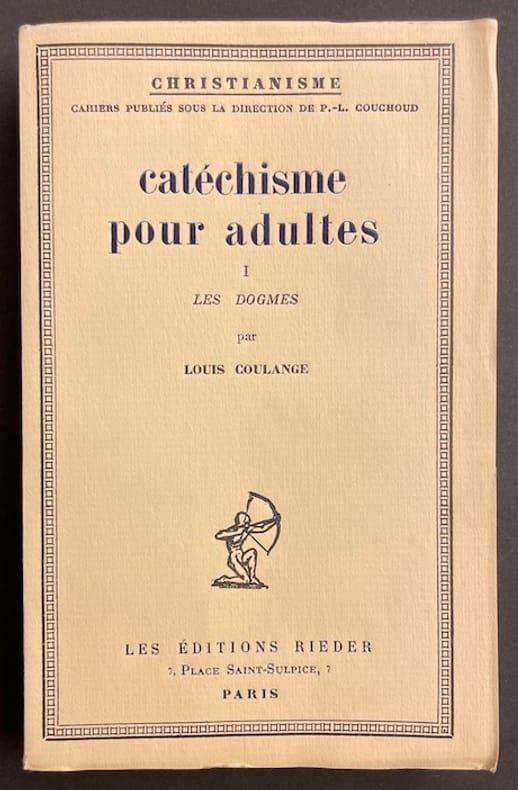 CHRISTIANISME
CAHIERS PUBLIÉS SOUS LA DIRECTION DE P.-L. COUCHOUD
catéchisme
pour adultes
I
LES DOGMES
par
LOUIS COULANGE
LES ÉDITIONS RIEDER
7, PLACE SAINT-SULPICE, 7
PARIS